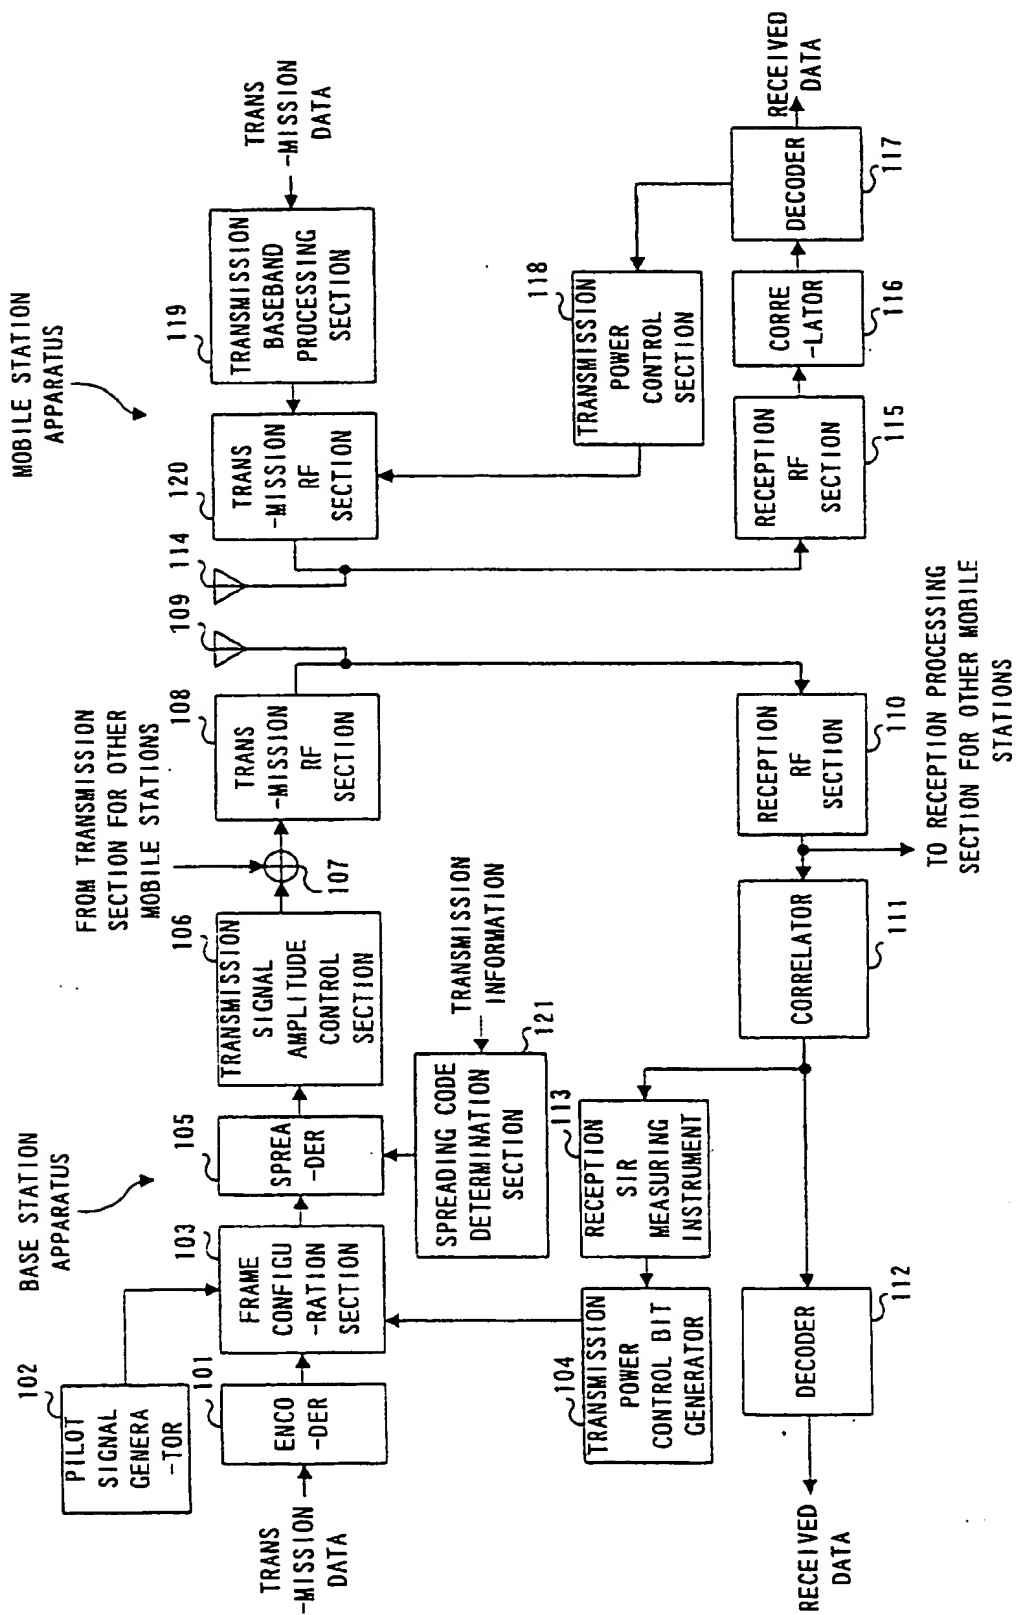 BASE STATION
APPARATUS
MOBILE STATION
APPARATUS
TRANS
-MISSION
DATA
102
PILOT
SIGNAL
GENERA
-TOR
101
ENCO
-DER
103
FRAME
CONFIGU
-RATION
SECTION
105
SPREA
-DER
106
TRANSMISSION
SIGNAL
AMPLITUDE
CONTROL
SECTION
FROM TRANSMISSION
SECTION FOR OTHER
MOBILE STATIONS
107
108
TRANS
-MISSION
RF
SECTION
109
114
120
TRANS
-MISSION
RF
SECTION
119
TRANSMISSION
BASEBAND
PROCESSING
SECTION
TRANS
-MISSION
DATA
SPREADING CODE
DETERMINATION
SECTION
121
TRANSMISSION
INFORMATION
104
TRANSMISSION
POWER
CONTROL BIT
GENERATOR
113
RECEPTION
SIR
MEASURING
INSTRUMENT
118
TRANSMISSION
POWER
CONTROL
SECTION
RECEIVED
DATA
DECODER
112
CORRELATOR
111
RECEPTION
RF
SECTION
110
TO RECEPTION PROCESSING
SECTION FOR OTHER MOBILE
STATIONS
RECEPTION
RF
SECTION
115
CORRE
-LATOR
116
DECODER
117
RECEIVED
DATA